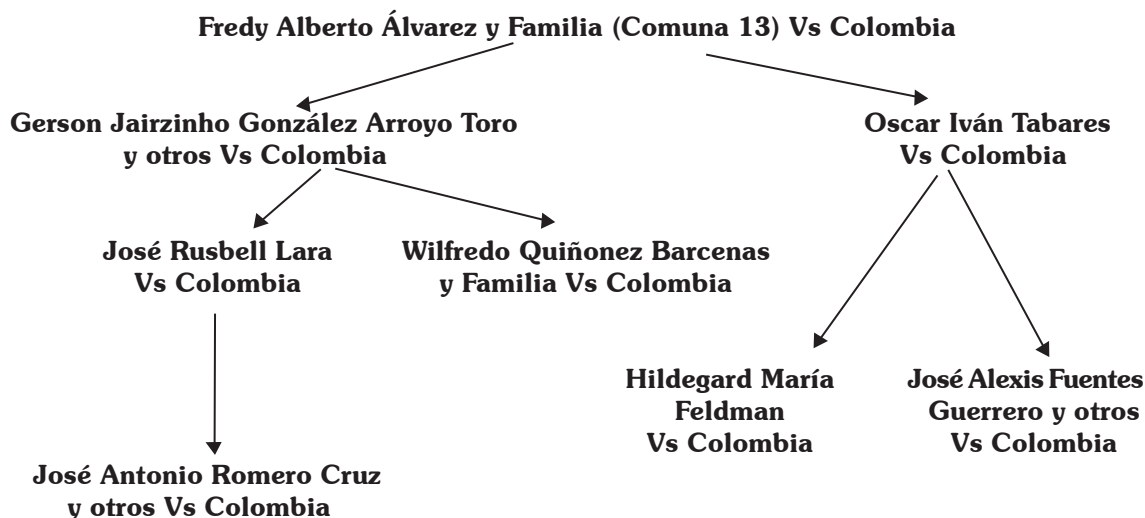 Fredy Alberto Álvarez y Familia (Comuna 13) Vs Colombia
Gerson Jairzinho González Arroyo Toro
y otros Vs Colombia
Oscar Iván Tabares
Vs Colombia
José Rusbell Lara
Vs Colombia
Wilfredo Quiñonez Barcenas
y Familia Vs Colombia
Hildegard María
Feldman
Vs Colombia
José Alexis Fuentes
Guerrero y otros
Vs Colombia
José Antonio Romero Cruz
y otros Vs Colombia